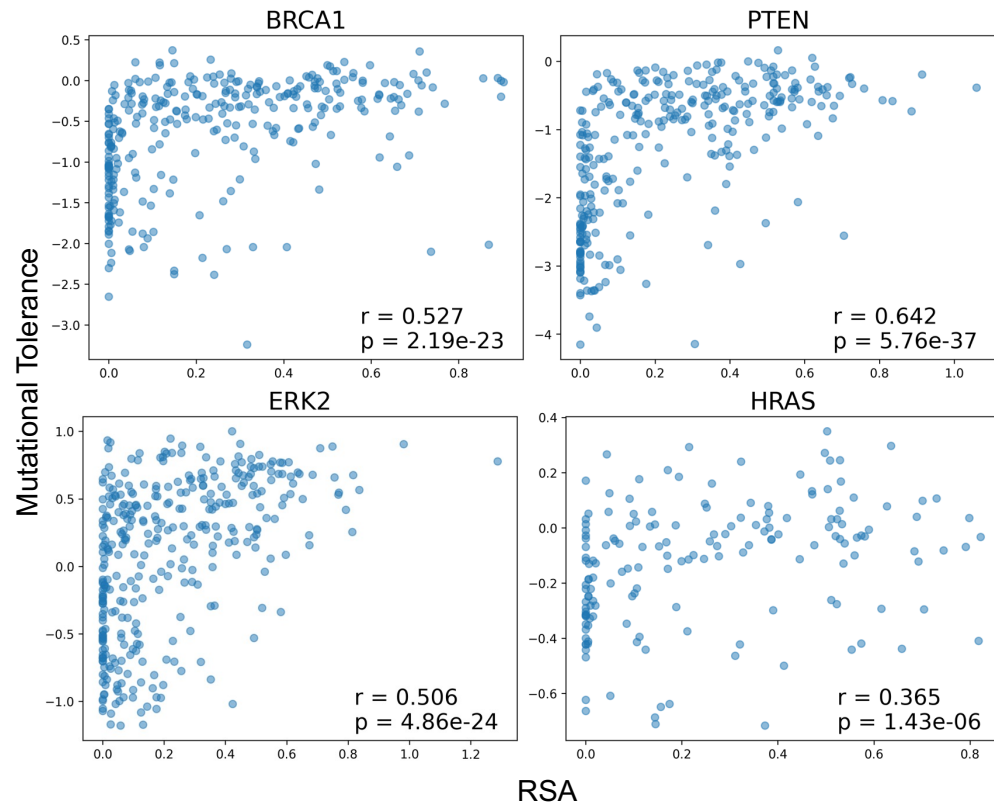 BRCA1
0.5
0.0
−0.5
−1.0
−1.5
−2.0
−2.5
−3.0
r = 0.527
p = 2.19e-23
0.0 0.2 0.4 0.6 0.8
PTEN
0
−1
−2
−3
−4
r = 0.642
p = 5.76e-37
0.0 0.2 0.4 0.6 0.8 1.0
Mutational Tolerance
ERK2
1.0
0.5
0.0
−0.5
−1.0
r = 0.506
p = 4.86e-24
0.0 0.2 0.4 0.6 0.8 1.0 1.2
HRAS
0.4
0.2
0.0
−0.2
−0.4
−0.6
r = 0.365
p = 1.43e-06
0.0 0.2 0.4 0.6 0.8
RSA